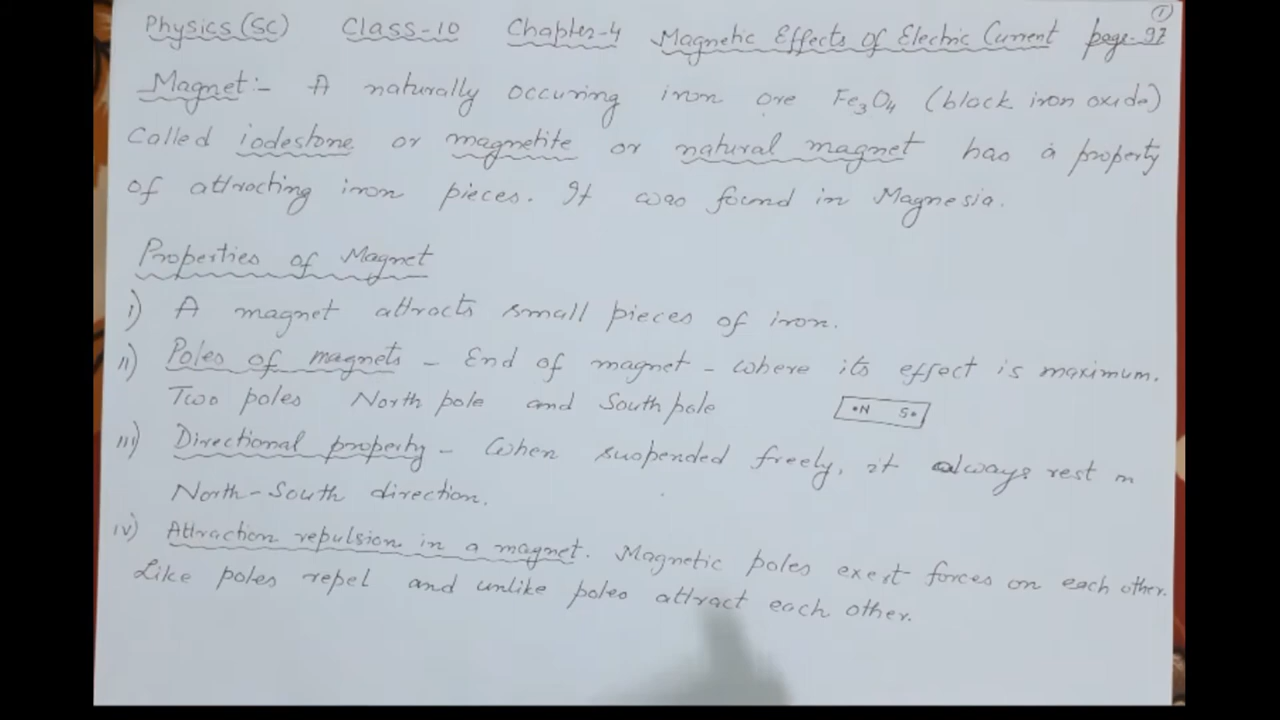 ①
Physics (SC) Class-10 Chapter-4 Magnetic Effects of Electric Current page-97
Magnet:- A naturally occuring iron ore Fe3O4 (black iron oxide)
Called iodestone or magnetite or natural magnet has a property
of attracting iron pieces. It was found in Magnesia.
Properties of Magnet
i) A magnet attracts small pieces of iron.
ii) Poles of magnets - End of magnet - where its effect is maximum.
Two poles North pole and South pole •N S•
iii) Directional property - When suspended freely, it always rest in
North-South direction.
iv) Attraction repulsion in a magnet. Magnetic poles exert forces on each other.
Like poles repel and unlike poles attract each other.